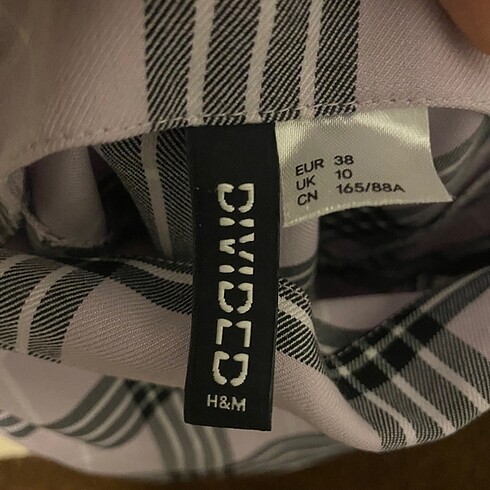 DIVIDED
H&M
EUR 38
UK 10
CN 165/88A